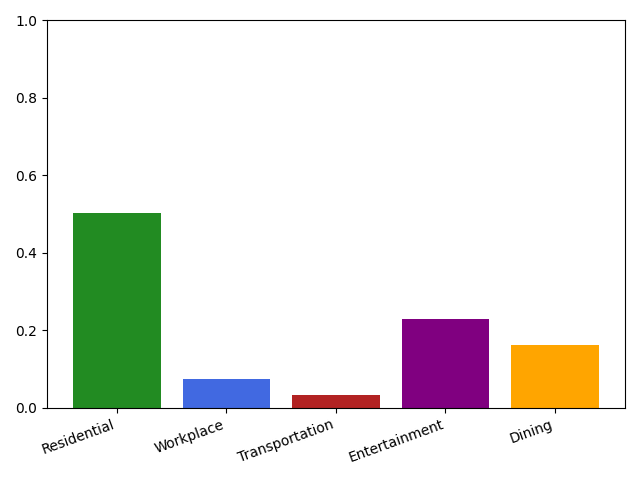 1.0
0.8
0.6
0.4
0.2
0.0
Residential
Workplace
Transportation
Entertainment
Dining